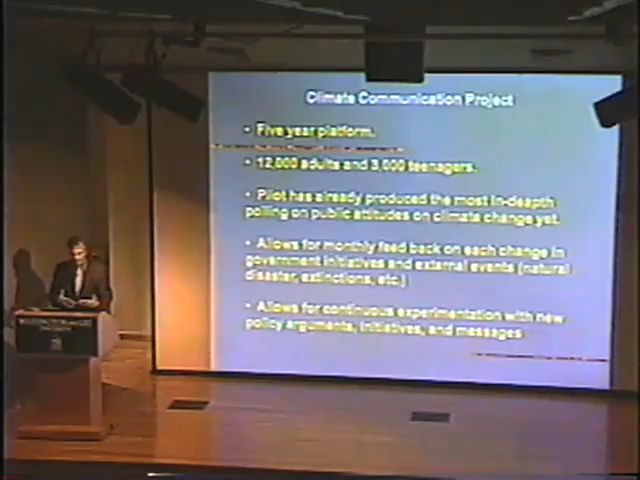 Climate Communication Project
• Five year platform.
• 12,000 adults and 3,000 teenagers.
• Pilot has already produced the most in-deapth
polling on public attitudes on climate change yet.
• Allows for monthly feed back on each change in
government initiatives and external events (natural
disaster, extinctions, etc.)
• Allows for continuous experimentation with new
policy arguments, initiatives, and messages